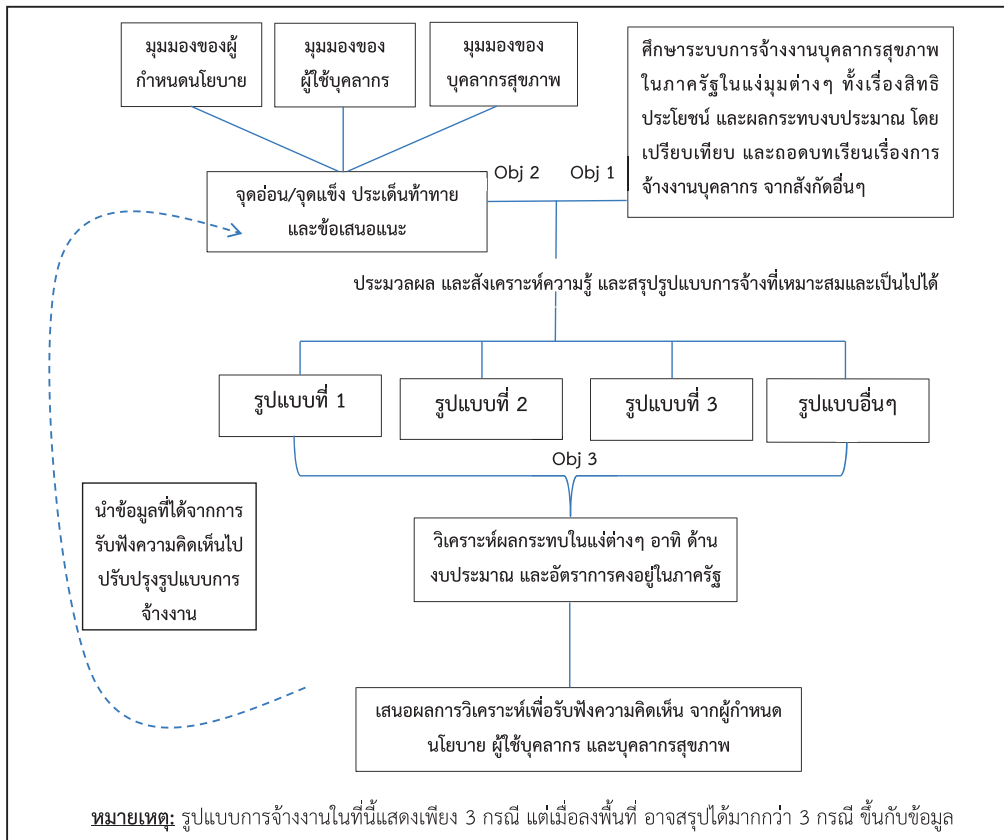 มุมมองของผู้
กำหนดนโยบาย
มุมมองของ
ผู้ใช้บุคลากร
มุมมองของ
บุคลากรสุขภาพ
ศึกษาระบบการจ้างงานบุคลากรสุขภาพ
ในภาครัฐในแง่มุมต่างๆ ทั้งเรื่องสิทธิ
ประโยชน์ และผลกระทบงบประมาณ โดย
เปรียบเทียบ และถอดบทเรียนเรื่องการ
จ้างงานบุคลากร จากสังกัดอื่นๆ
Obj 2
Obj 1
จุดอ่อน/จุดแข็ง ประเด็นท้าทาย
และข้อเสนอแนะ
ประมวลผล และสังเคราะห์ความรู้ และสรุปรูปแบบการจ้างที่เหมาะสมและเป็นไปได้
รูปแบบที่ 1
รูปแบบที่ 2
รูปแบบที่ 3
รูปแบบอื่นๆ
Obj 3
นำข้อมูลที่ได้จากการ
รับฟังความคิดเห็นไป
ปรับปรุงรูปแบบการ
จ้างงาน
วิเคราะห์ผลกระทบในแง่ต่างๆ อาทิ ด้าน
งบประมาณ และอัตราการคงอยู่ในภาครัฐ
เสนอผลการวิเคราะห์เพื่อรับฟังความคิดเห็น จากผู้กำหนด
นโยบาย ผู้ใช้บุคลากร และบุคลากรสุขภาพ
หมายเหตุ: รูปแบบการจ้างงานในที่นี้แสดงเพียง 3 กรณี แต่เมื่อลงพื้นที่ อาจสรุปได้มากกว่า 3 กรณี ขึ้นกับข้อมูล